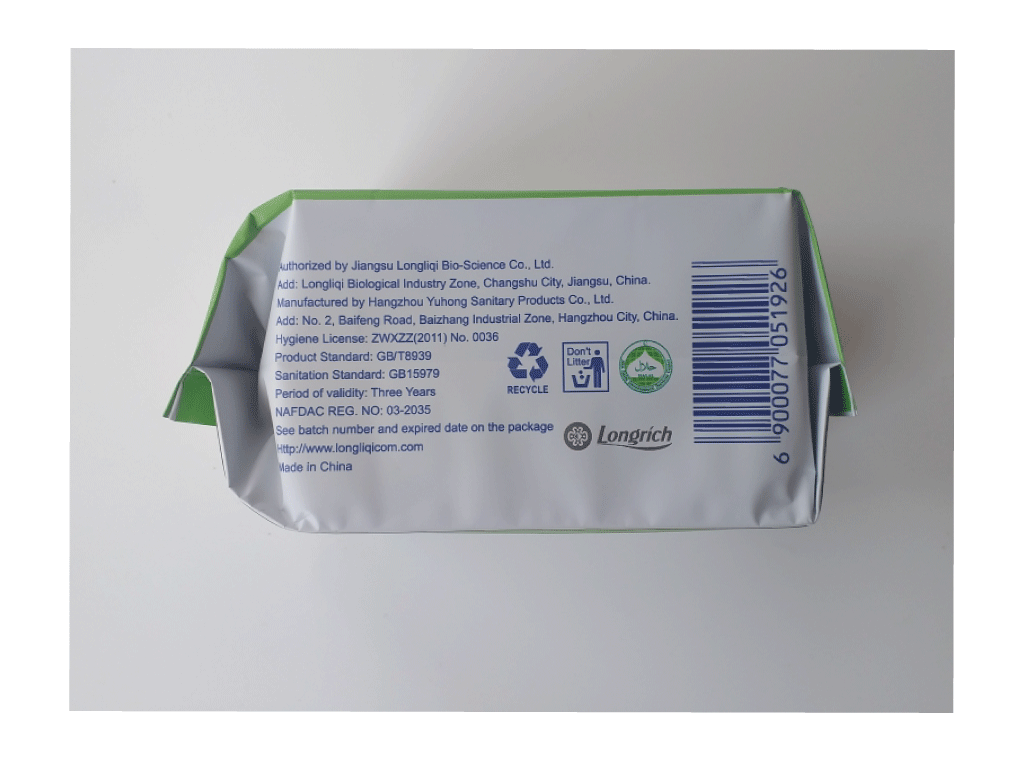 Authorized by Jiangsu Longliqi Bio-Science Co., Ltd.
Add: Longliqi Biological Industry Zone, Changshu City, Jiangsu, China.
Manufactured by Hangzhou Yuhong Sanitary Products Co., Ltd.
Add: No. 2, Baifeng Road, Baizhang Industrial Zone, Hangzhou City, China.
Hygiene License: ZWXZZ(2011) No. 0036
Product Standard: GB/T8939
Sanitation Standard: GB15979
Period of validity: Three Years
NAFDAC REG. NO: 03-2035
See batch number and expired date on the package
Http://www.longliqicom.com
Made in China
RECYCLE
Don't
Litter
حلال
HALAL
Longrich
6 900077 051926